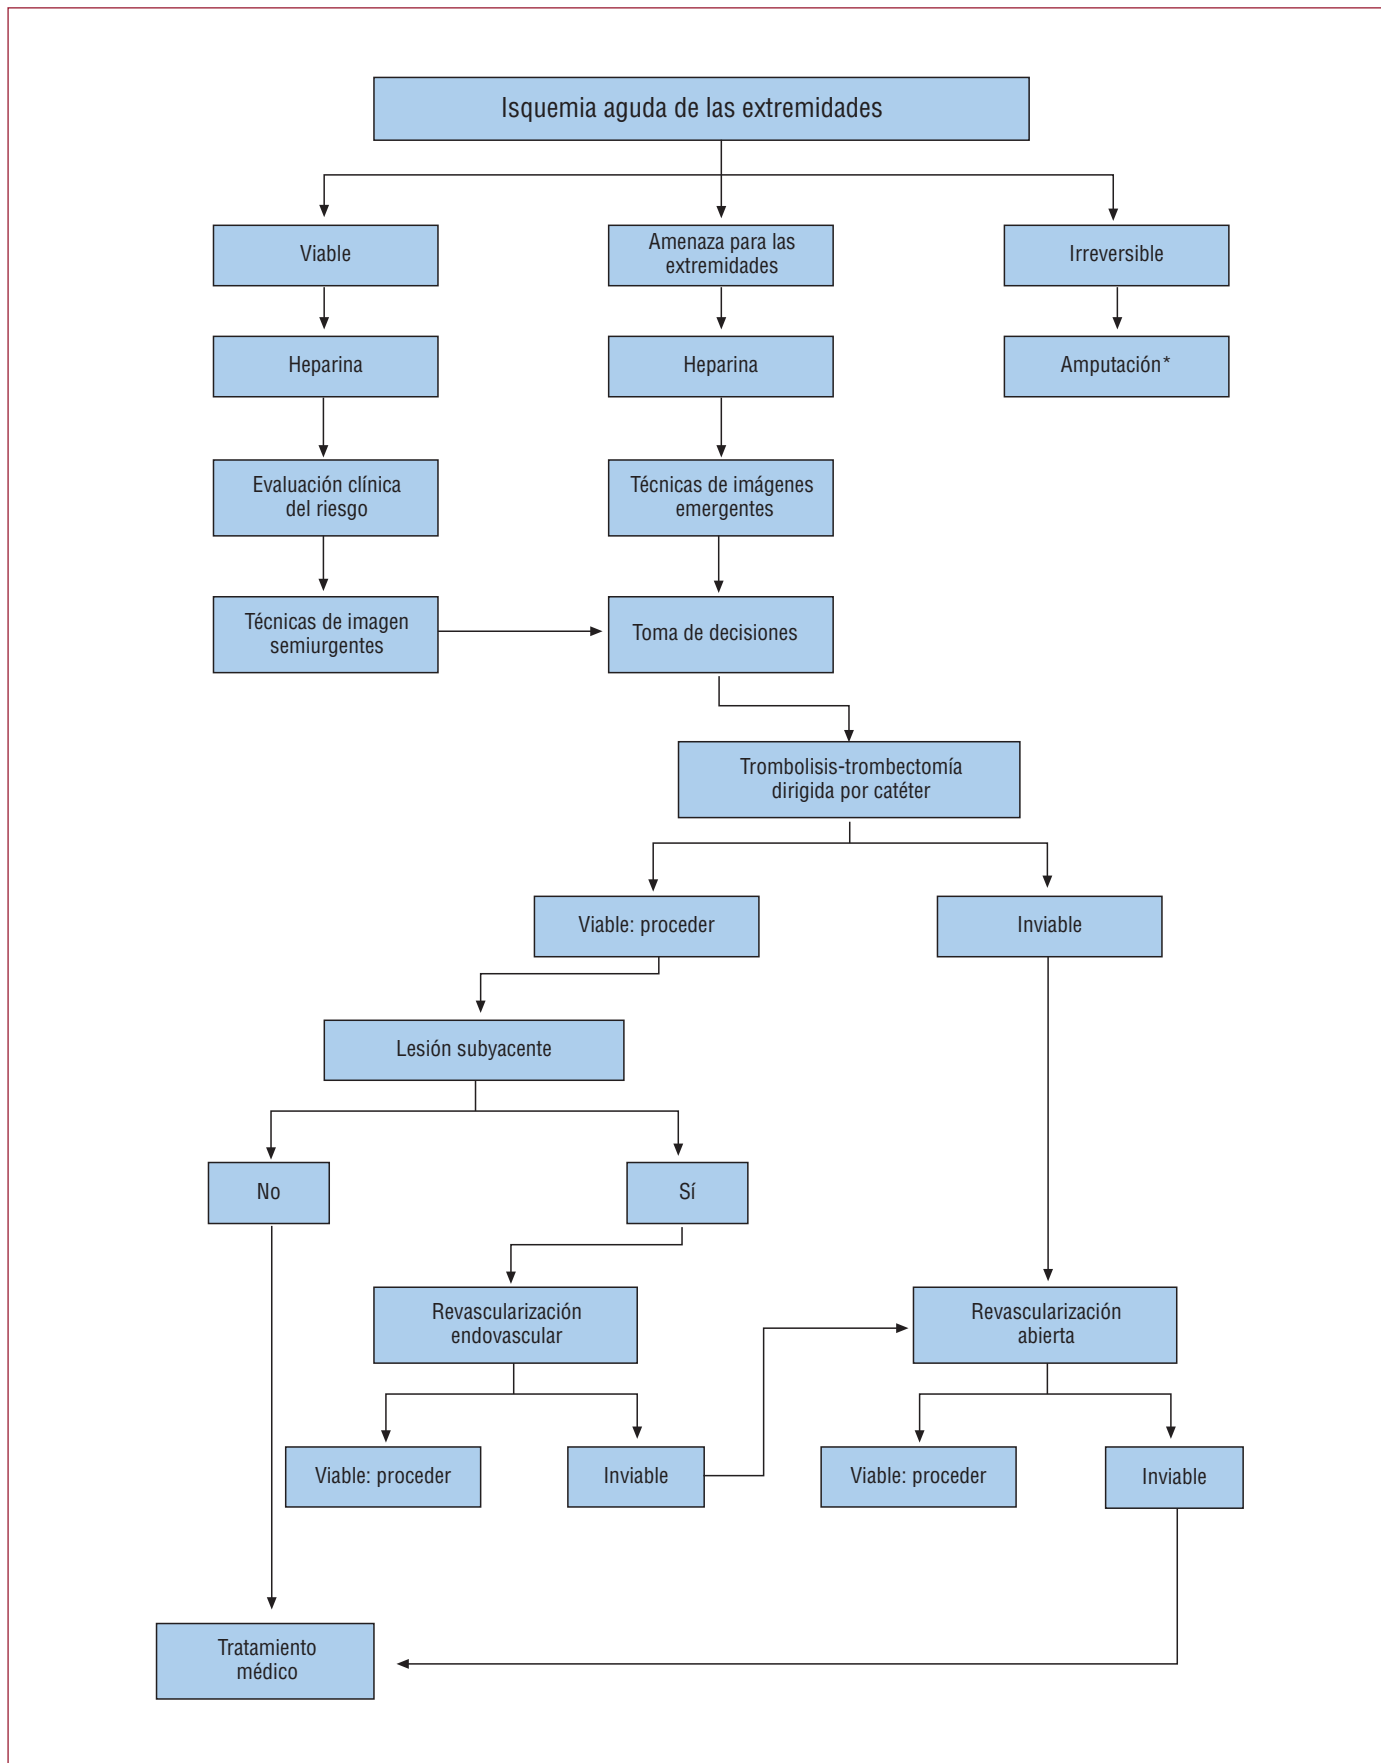 Isquemia aguda de las extremidades
Viable
Amenaza para las
extremidades
Irreversible
Heparina
Heparina
Amputación*
Evaluación clínica
del riesgo
Técnicas de imágenes
emergentes
Técnicas de imagen
semiurgentes
Toma de decisiones
Trombolisis-trombectomía
dirigida por catéter
Viable: proceder
Inviable
Lesión subyacente
No
Sí
Revascularización
endovascular
Revascularización
abierta
Viable: proceder
Inviable
Viable: proceder
Inviable
Tratamiento
médico